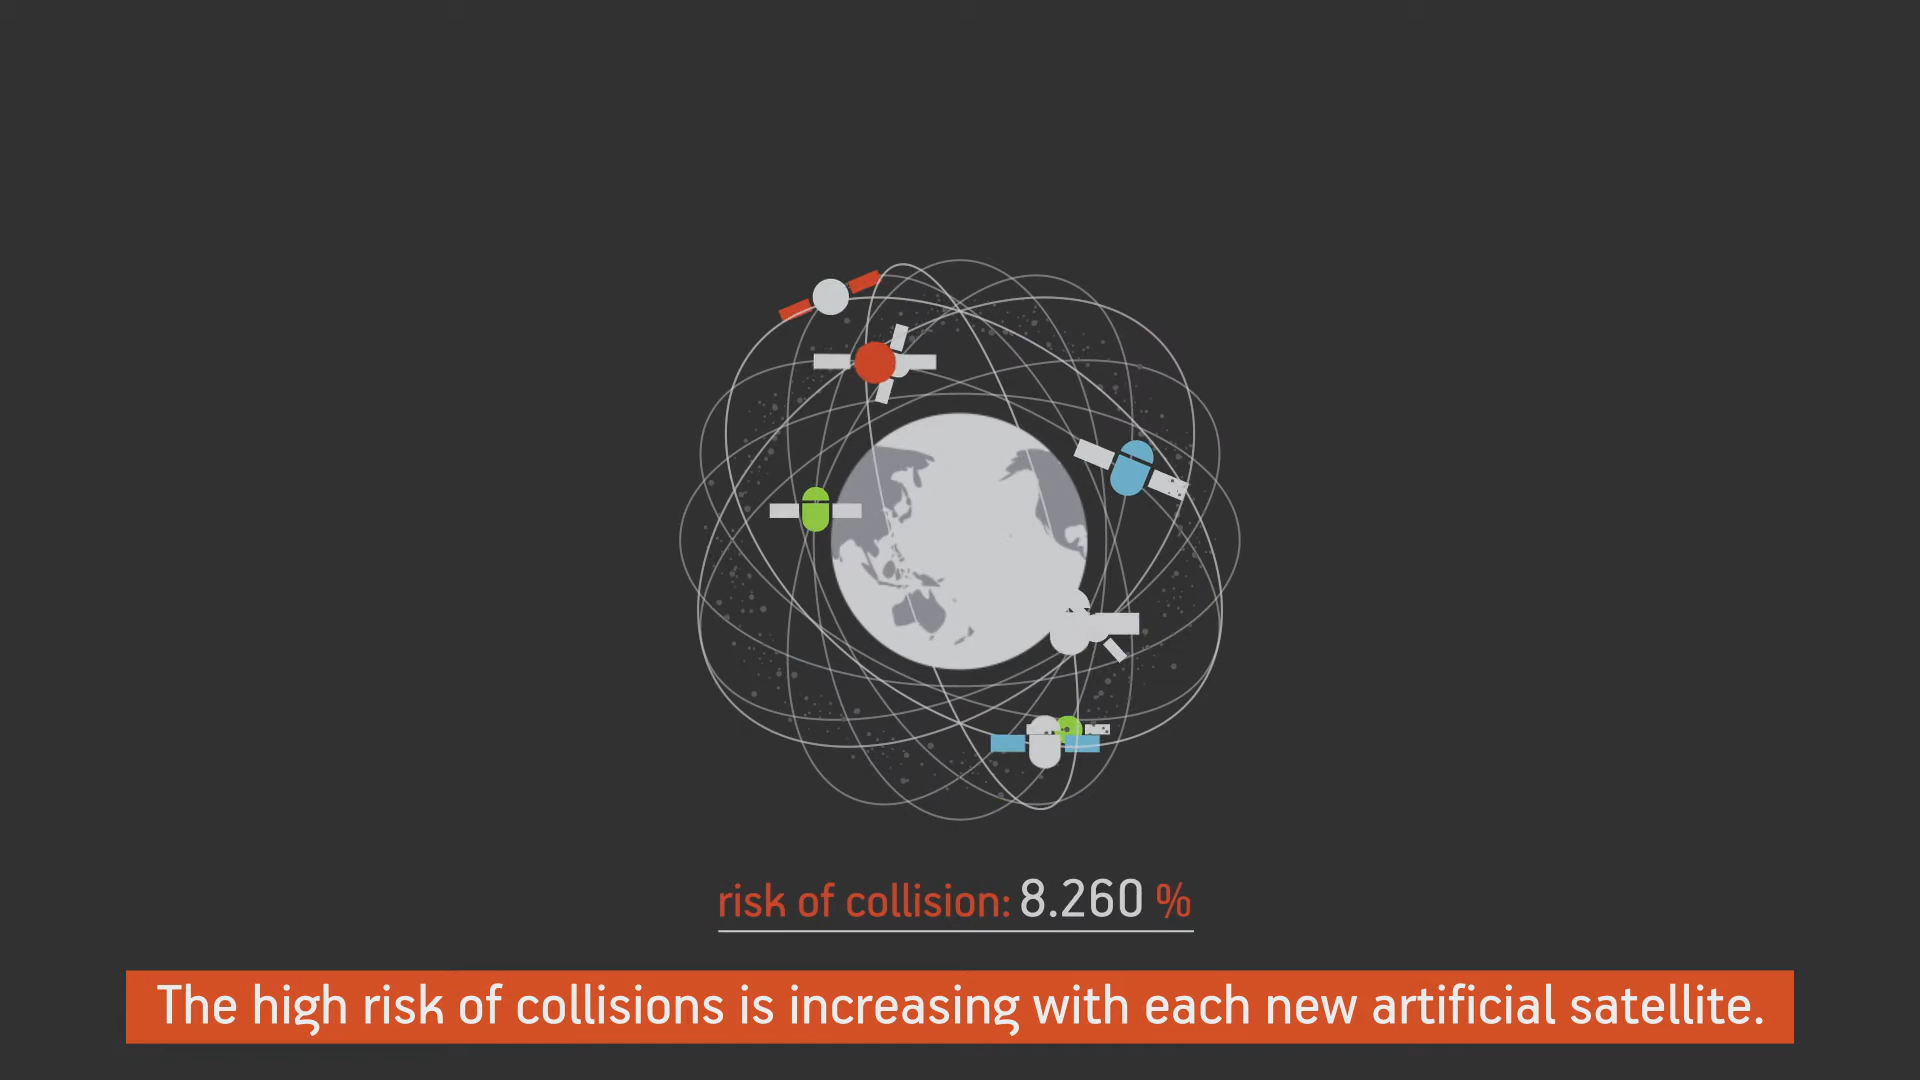 risk of collision: 8.260 %
The high risk of collisions is increasing with each new artificial satellite.